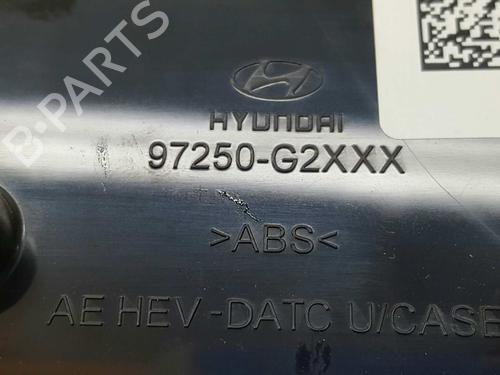 HYUNDAI
97250-G2XXX
>ABS<
AE HEV-DATC U/CASE
B-PARTS